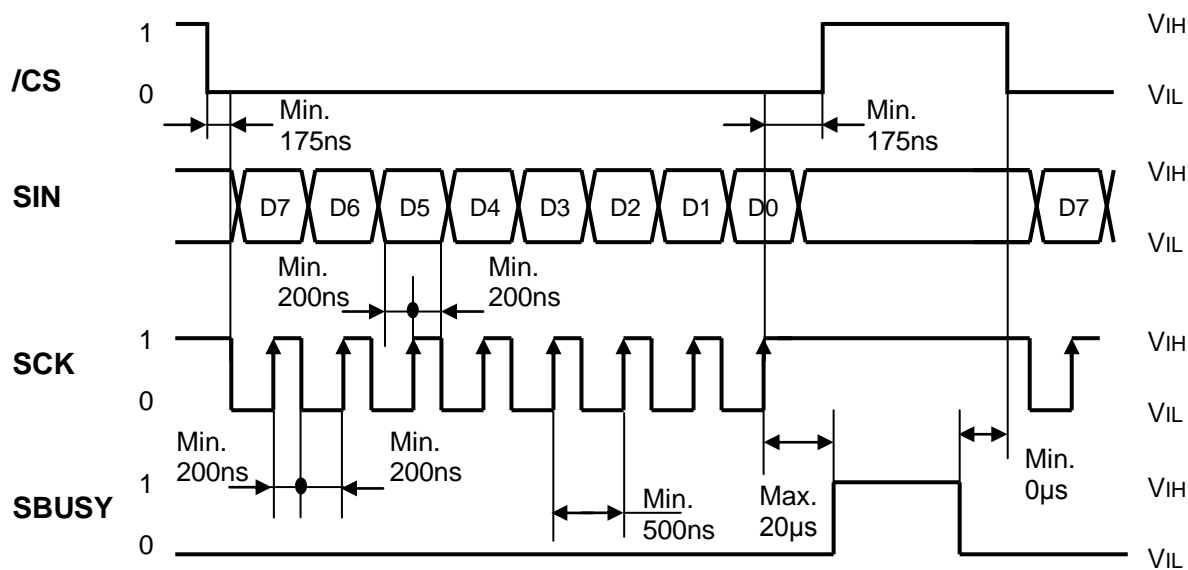 1
VIH
/CS
0
VIL
Min.
175ns
Min.
175ns
VIH
SIN
D7 D6 D5 D4 D3 D2 D1 D0 D7
VIL
Min.
200ns
Min.
200ns
1
VIH
SCK
0
VIL
Min.
200ns
Min.
200ns
Min.
500ns
Max.
20μs
Min.
0μs
1
VIH
SBUSY
0
VIL